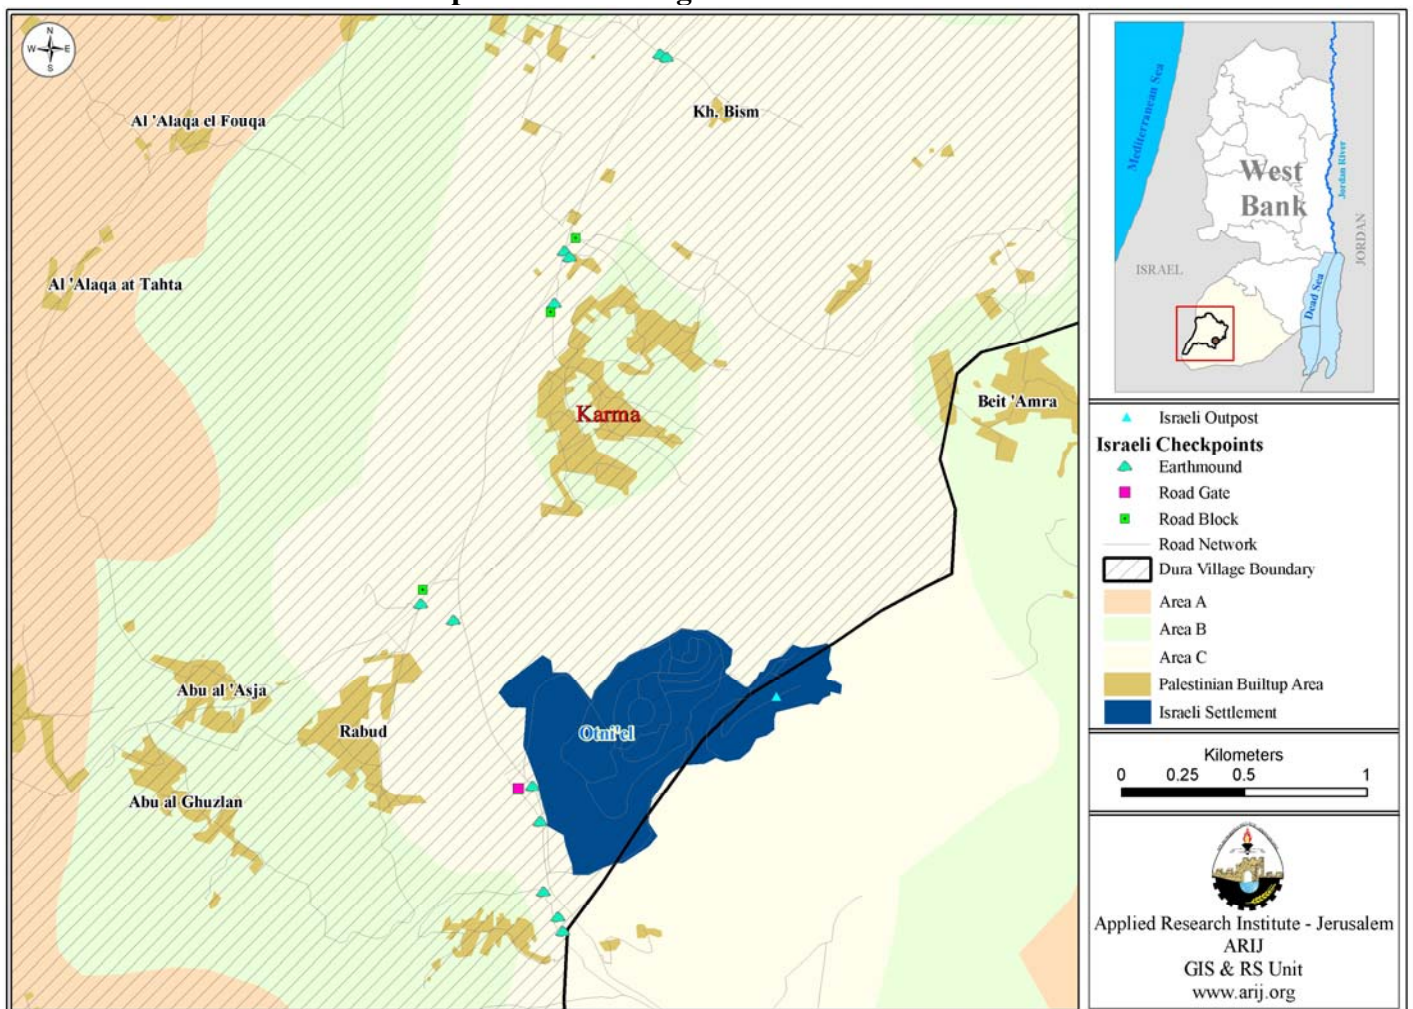 N
W E
S
Al 'Alaqa el Fouqa
Kh. Bism
Al 'Alaqa at Tahta
Karma
Beit 'Amra
Abu al 'Asja
Rabud
Otni'el
Abu al Ghuzlan
Mediterranean Sea
West
Bank
Jordan River
JORDAN
ISRAEL
Dead Sea
Israeli Outpost
Israeli Checkpoints
Earthmound
Road Gate
Road Block
Road Network
Dura Village Boundary
Area A
Area B
Area C
Palestinian Builtup Area
Israeli Settlement
Kilometers
0 0.25 0.5 1
Applied Research Institute - Jerusalem
ARIJ
GIS & RS Unit
www.arij.org